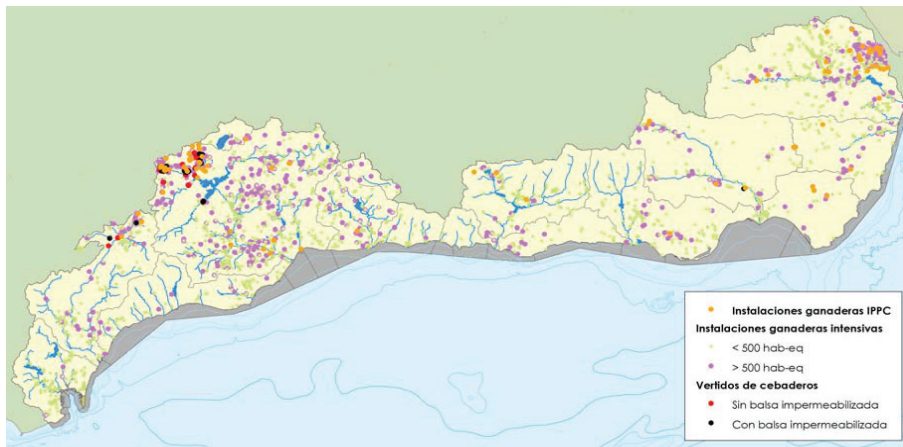 Instalaciones ganaderas IPPC
Instalaciones ganaderas intensivas
< 500 hab-eq
> 500 hab-eq
Vertidos de cebaderos
Sin balsa impermeabilizada
Con balsa impermeabilizada